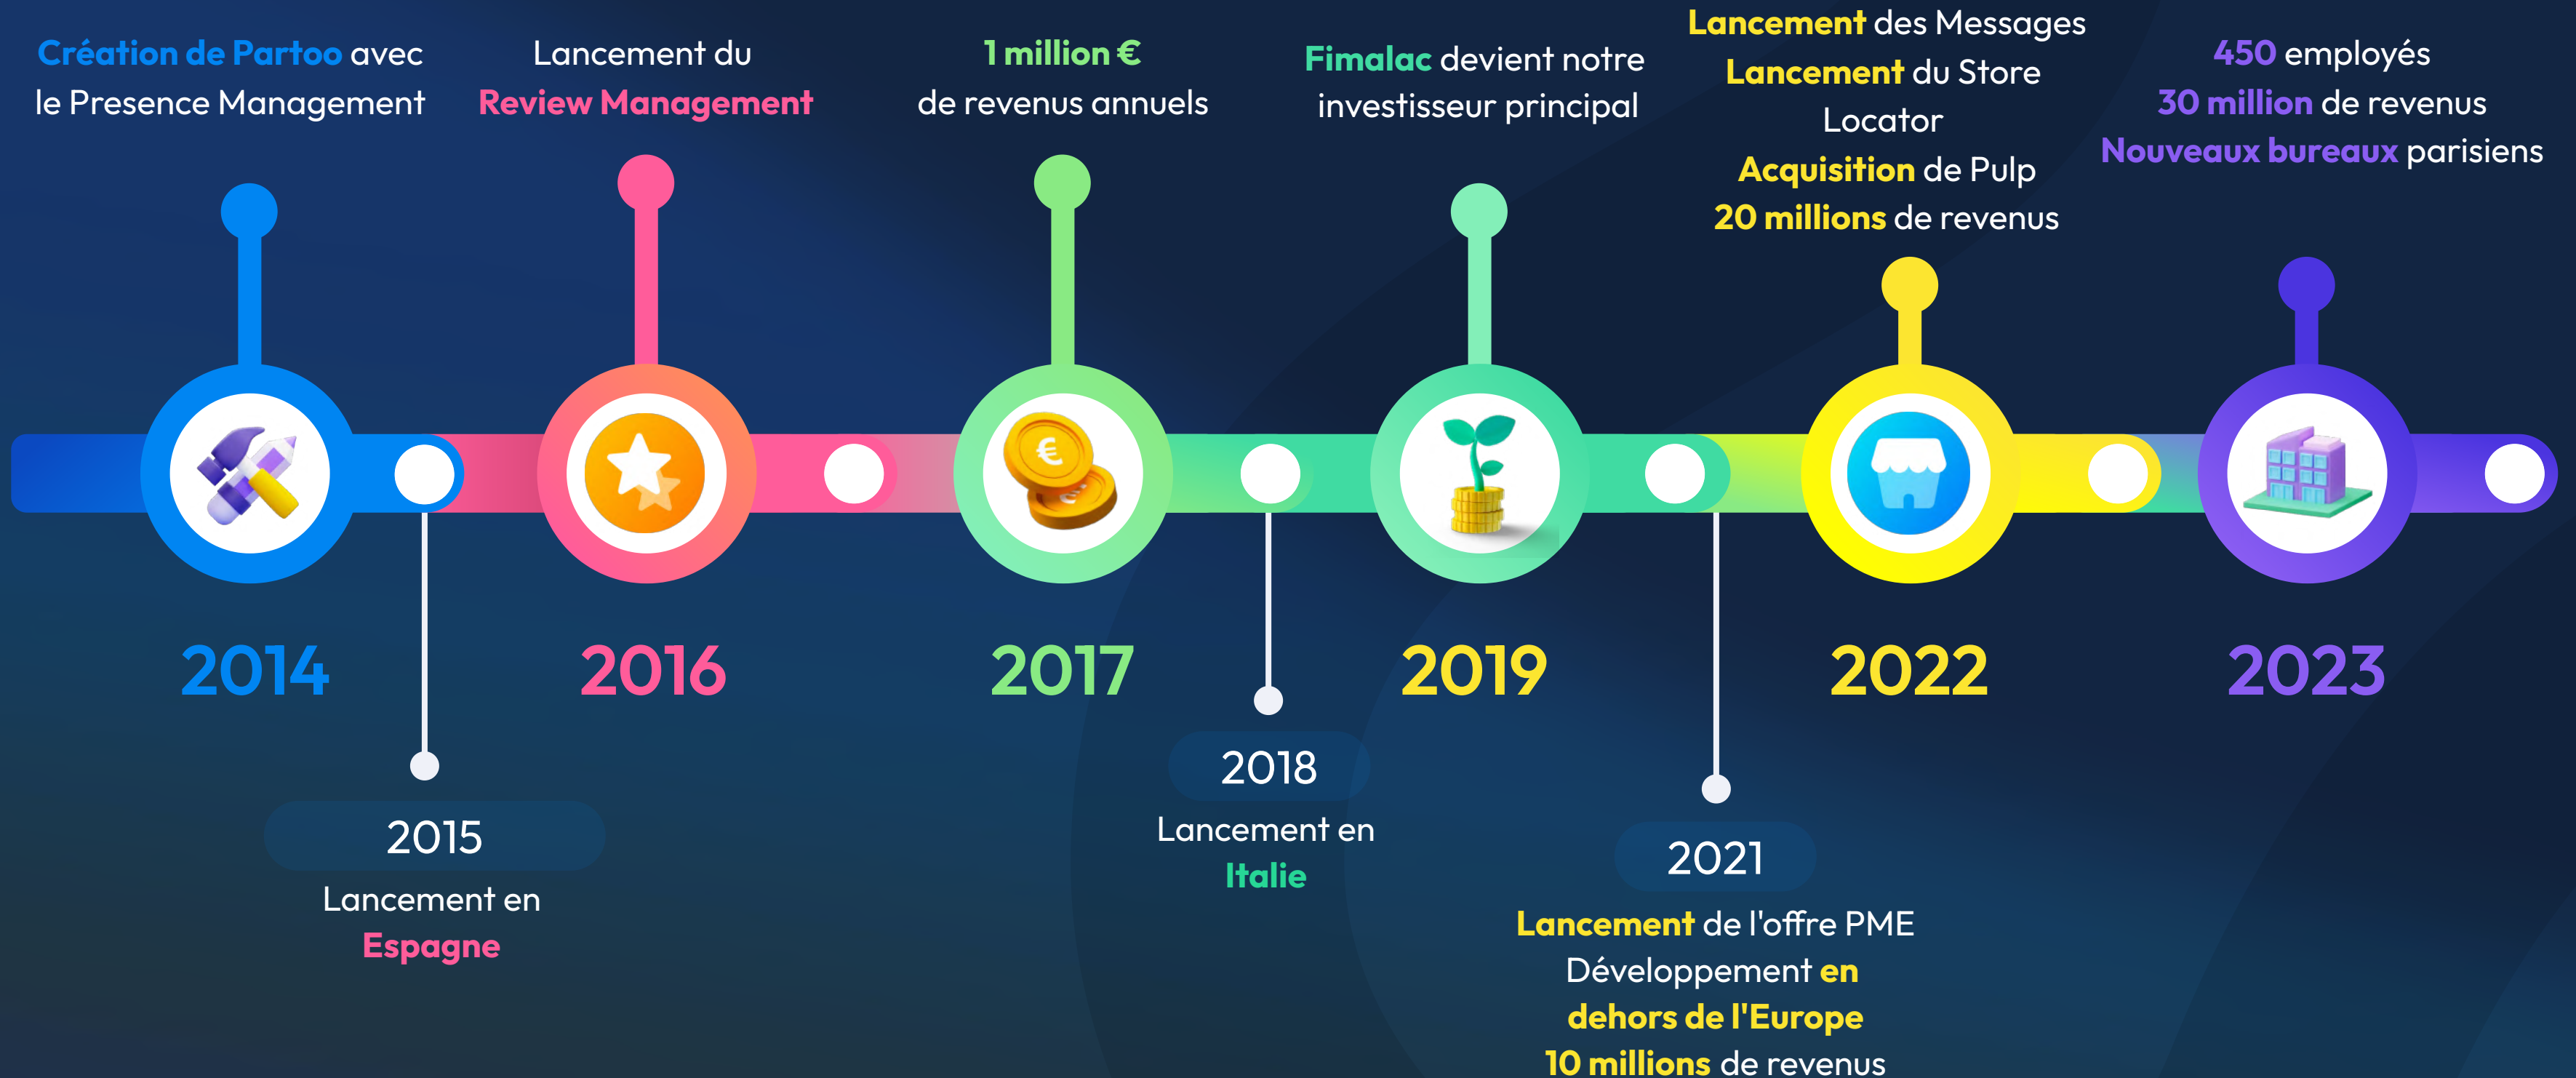 Création de Partoo avec
le Presence Management
2014
2015
Lancement en
Espagne
Lancement du
Review Management
2016
1 million €
de revenus annuels
€
2017
2018
Lancement en
Italie
Fimalac devient notre
investisseur principal
2019
2021
Lancement de l'offre PME
Développement en
dehors de l'Europe
10 millions de revenus
Lancement des Messages
Lancement du Store
Locator
Acquisition de Pulp
20 millions de revenus
2022
450 employés
30 million de revenus
Nouveaux bureaux parisiens
2023